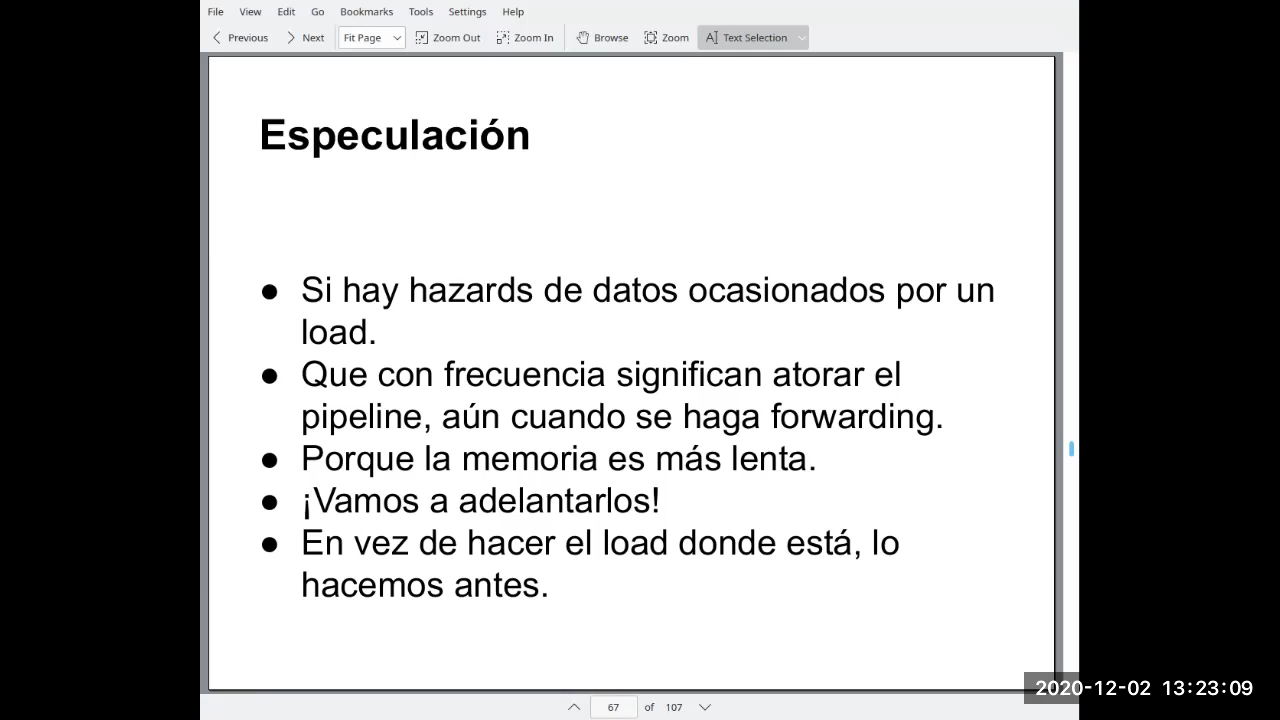 File View Edit Go Bookmarks Tools Settings Help
Previous Next Fit Page Zoom Out Zoom In Browse Zoom Text Selection
Especulación
● Si hay hazards de datos ocasionados por un
load.
● Que con frecuencia significan atorar el
pipeline, aún cuando se haga forwarding.
● Porque la memoria es más lenta.
● ¡Vamos a adelantarlos!
● En vez de hacer el load donde está, lo
hacemos antes.
2020-12-02 13:23:09
67 of 107